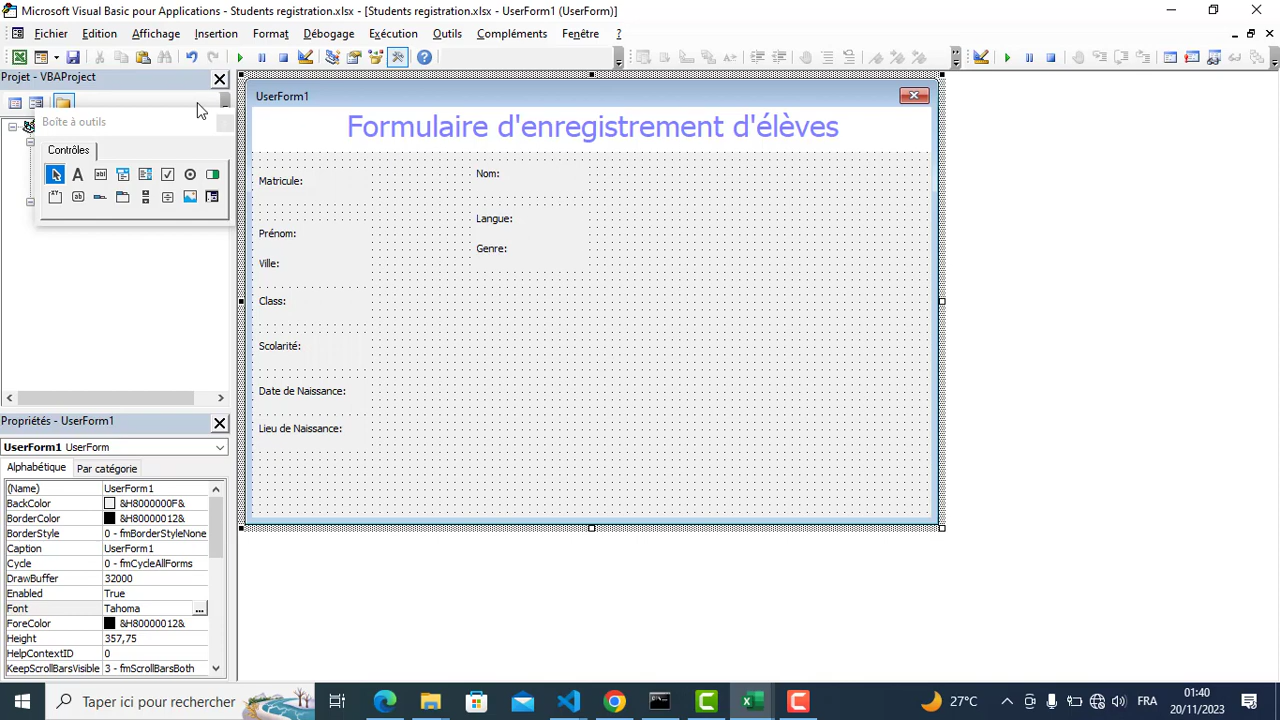 Microsoft Visual Basic pour Applications - Students registration.xlsx - [Students registration.xlsx - UserForm1 (UserForm)]
Fichier Edition Affichage Insertion Format Débogage Exécution Outils Compléments Fenêtre ?
Projet - VBAProject
Boîte à outils
Contrôles
UserForm1
Formulaire d'enregistrement d'élèves
Matricule:
Nom:
Langue:
Prénom:
Genre:
Ville:
Class:
Scolarité:
Date de Naissance:
Lieu de Naissance:
Propriétés - UserForm1
UserForm1 UserForm
Alphabétique Par catégorie
(Name) UserForm1
BackColor &H8000000F&
BorderColor &H80000012&
BorderStyle 0 - fmBorderStyleNone
Caption UserForm1
Cycle 0 - fmCycleAllForms
DrawBuffer 32000
Enabled True
Font Tahoma ...
ForeColor &H80000012&
Height 357,75
HelpContextID 0
KeepScrollBarsVisible 3 - fmScrollBarsBoth
Taper ici pour rechercher
27°C
FRA
01:40
20/11/2023